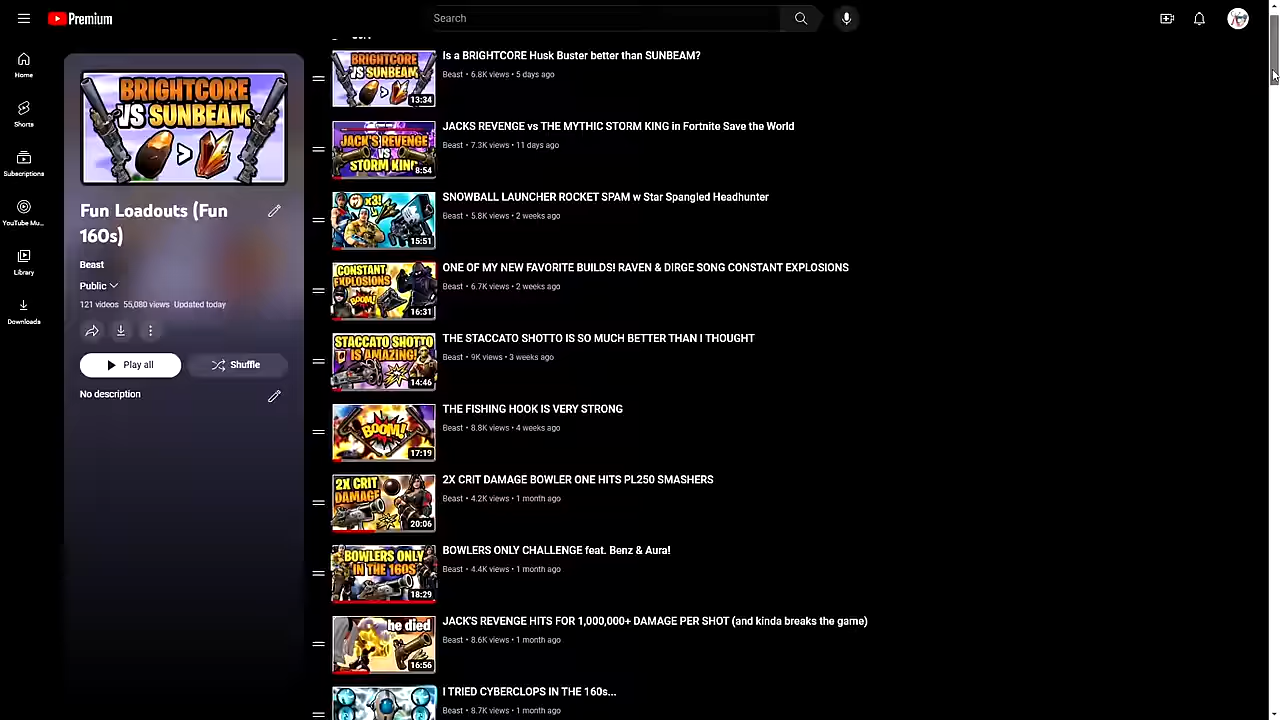 Premium
Search
Home
Shorts
Subscriptions
YouTube Mu...
Library
Downloads
BRIGHTCORE
VS SUNBEAM
>
Fun Loadouts (Fun
160s)
Beast
Public
121 videos 55,080 views Updated today
Play all
Shuffle
No description
BRIGHTCORE
VS SUNBEAM
>
13:34
Is a BRIGHTCORE Husk Buster better than SUNBEAM?
Beast • 6.8K views • 5 days ago
JACK'S REVENGE
VS
STORM KING
8:54
JACKS REVENGE vs THE MYTHIC STORM KING in Fortnite Save the World
Beast • 7.3K views • 11 days ago
x3!
15:51
SNOWBALL LAUNCHER ROCKET SPAM w Star Spangled Headhunter
Beast • 5.8K views • 2 weeks ago
CONSTANT
EXPLOSIONS
BOOM!
16:31
ONE OF MY NEW FAVORITE BUILDS! RAVEN & DIRGE SONG CONSTANT EXPLOSIONS
Beast • 6.7K views • 2 weeks ago
STACCATO SHOTTO
IS AMAZING!
14:46
THE STACCATO SHOTTO IS SO MUCH BETTER THAN I THOUGHT
Beast • 9K views • 3 weeks ago
BOOM!
17:19
THE FISHING HOOK IS VERY STRONG
Beast • 8.8K views • 4 weeks ago
2X CRIT
DAMAGE
20:06
2X CRIT DAMAGE BOWLER ONE HITS PL250 SMASHERS
Beast • 4.2K views • 1 month ago
BOWLERS ONLY
IN THE 160S
18:29
BOWLERS ONLY CHALLENGE feat. Benz & Aura!
Beast • 4.4K views • 1 month ago
he died
16:56
JACK'S REVENGE HITS FOR 1,000,000+ DAMAGE PER SHOT (and kinda breaks the game)
Beast • 8.6K views • 1 month ago
I TRIED CYBERCLOPS IN THE 160s...
Beast • 8.7K views • 1 month ago